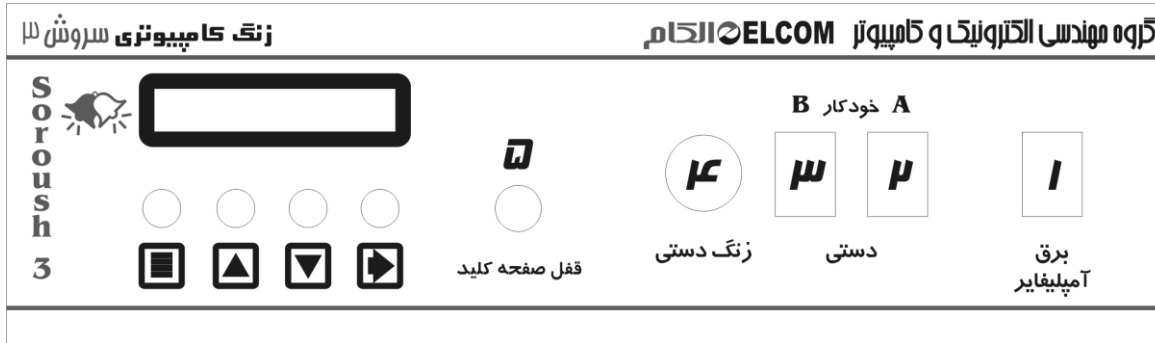 گروه مهندسی الکترونیک و کامپیوتر ELCOM الکام
زنگ کامپیوتری سروش ۳
A خودکار B
۱
۲
۳
۴
۵
برق
آمپلیفایر
دستی
زنگ دستی
قفل صفحه کلید
Soroush 3